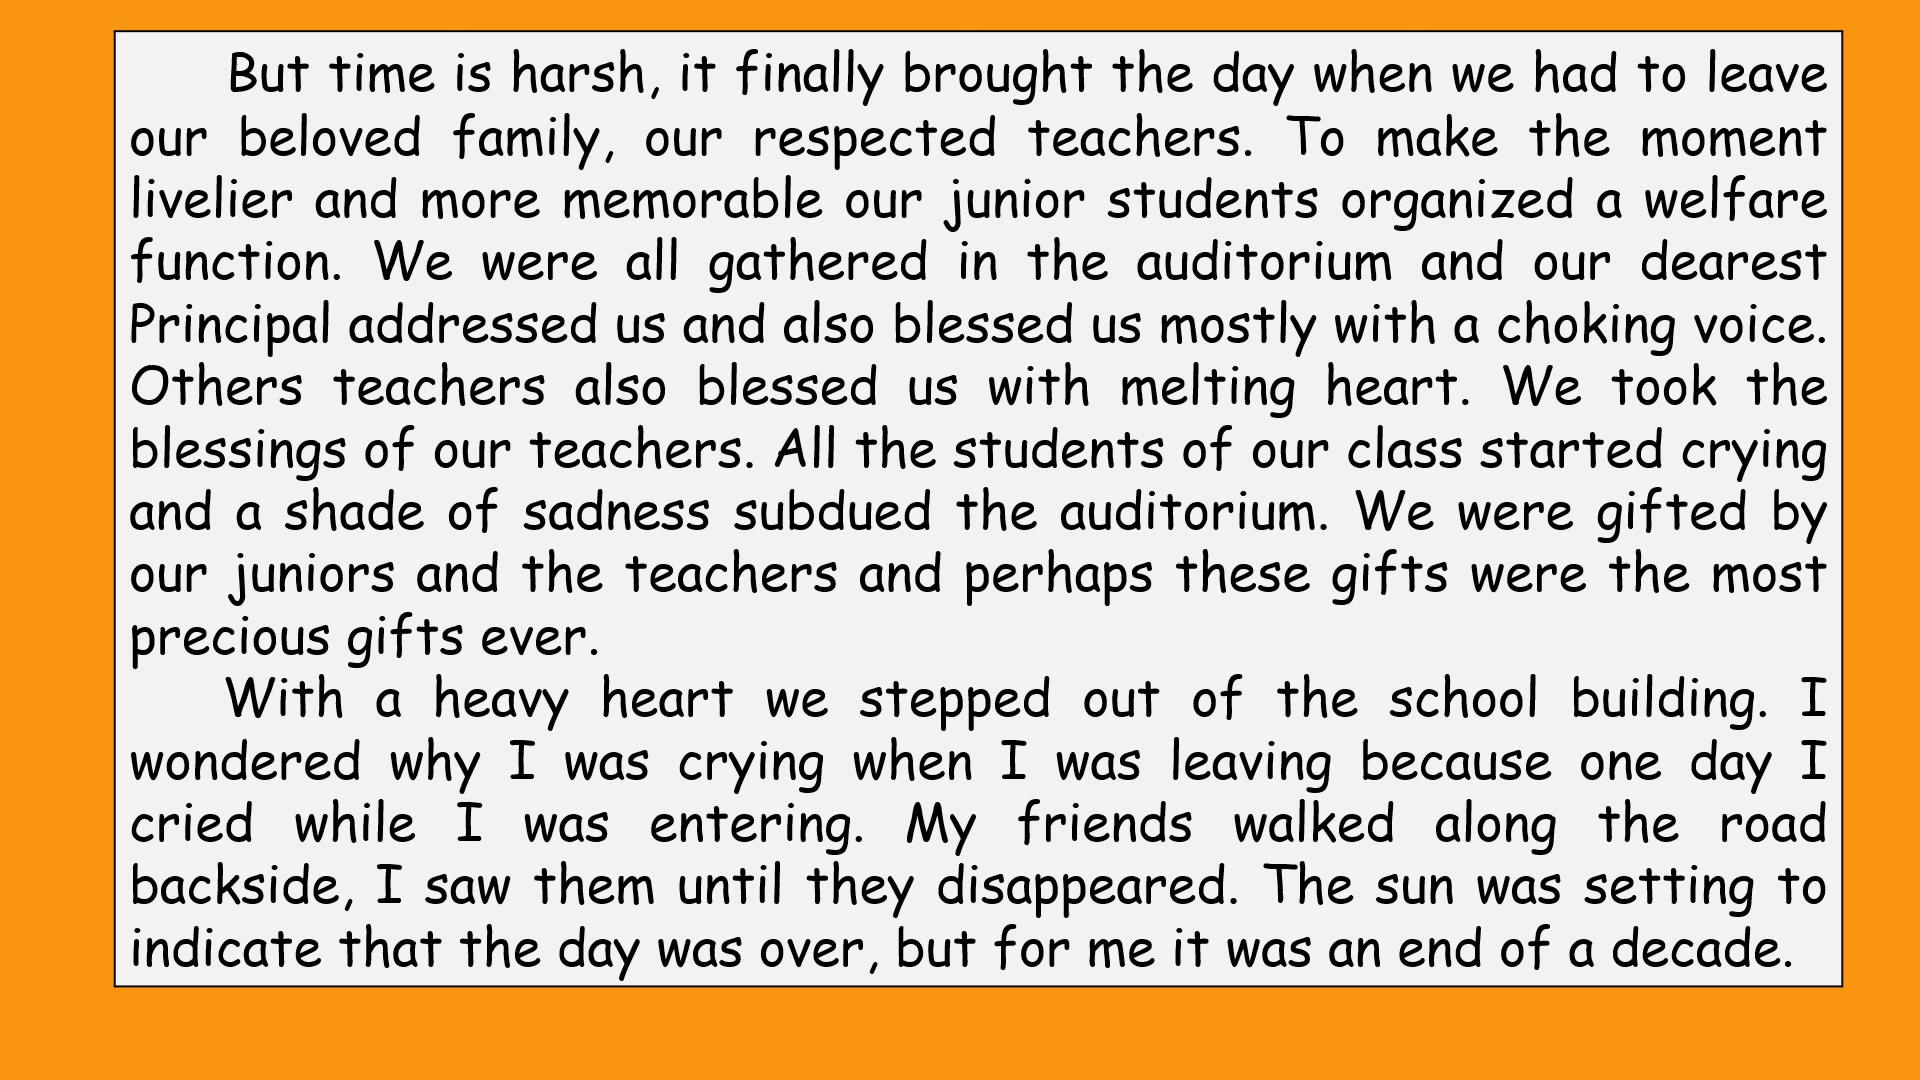 But time is harsh, it finally brought the day when we had to leave
our beloved family, our respected teachers. To make the moment
livelier and more memorable our junior students organized a welfare
function. We were all gathered in the auditorium and our dearest
Principal addressed us and also blessed us mostly with a choking voice.
Others teachers also blessed us with melting heart. We took the
blessings of our teachers. All the students of our class started crying
and a shade of sadness subdued the auditorium. We were gifted by
our juniors and the teachers and perhaps these gifts were the most
precious gifts ever.
With a heavy heart we stepped out of the school building. I
wondered why I was crying when I was leaving because one day I
cried while I was entering. My friends walked along the road
backside, I saw them until they disappeared. The sun was setting to
indicate that the day was over, but for me it was an end of a decade.